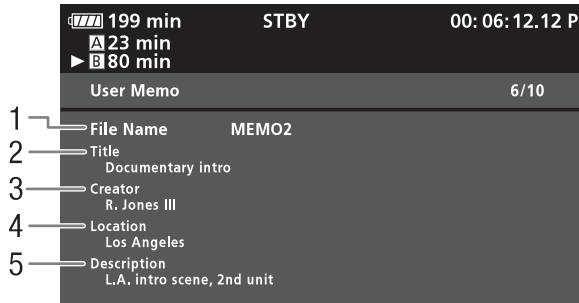 199 min STBY 00:06:12.12 P
A 23 min
B 80 min
User Memo 6/10
1 File Name MEMO2
2 Title
Documentary intro
3 Creator
R. Jones III
4 Location
Los Angeles
5 Description
L.A. intro scene, 2nd unit